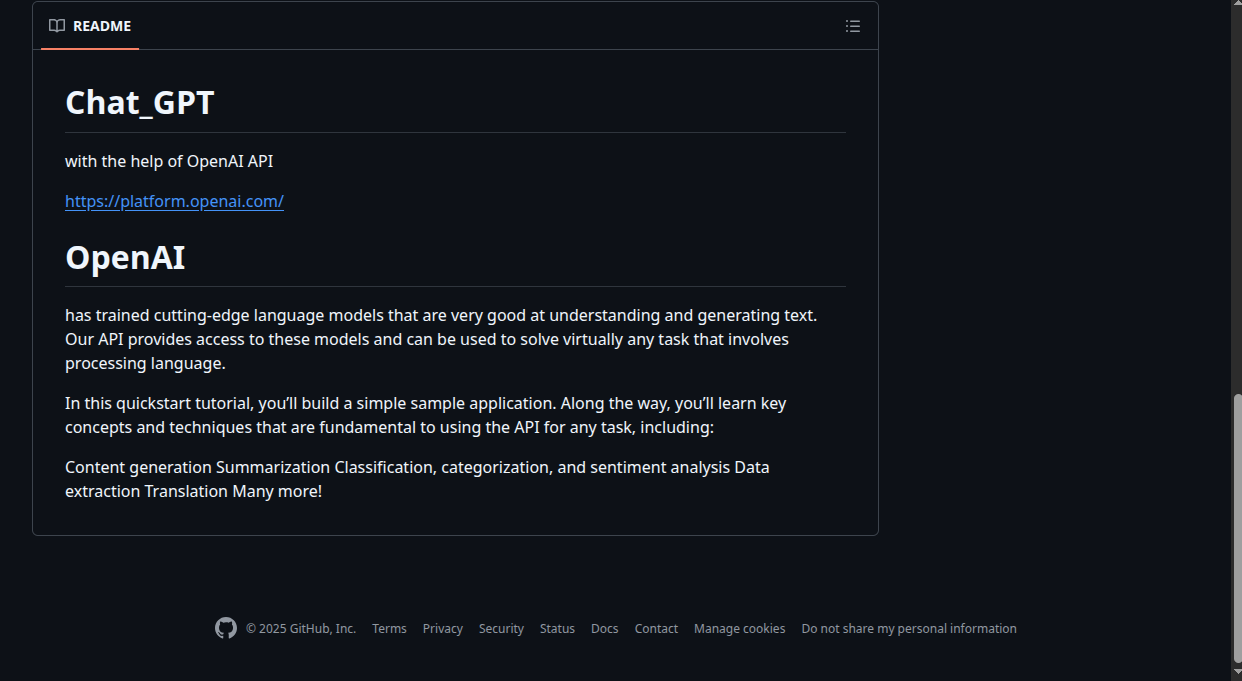 README
Chat_GPT
with the help of OpenAI API
https://platform.openai.com/
OpenAI
has trained cutting-edge language models that are very good at understanding and generating text.
Our API provides access to these models and can be used to solve virtually any task that involves
processing language.
In this quickstart tutorial, you’ll build a simple sample application. Along the way, you’ll learn key
concepts and techniques that are fundamental to using the API for any task, including:
Content generation Summarization Classification, categorization, and sentiment analysis Data
extraction Translation Many more!
© 2025 GitHub, Inc. Terms Privacy Security Status Docs Contact Manage cookies Do not share my personal information